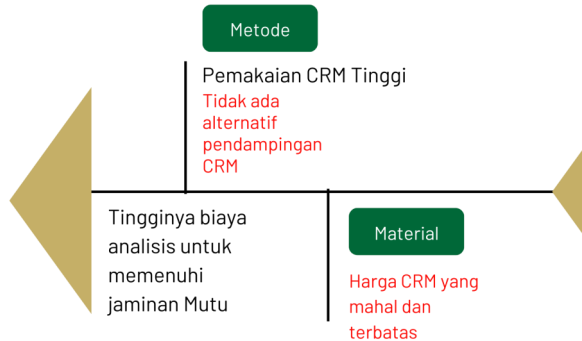 Metode
Pemakaian CRM Tinggi
Tidak ada
alternatif
pendampingan
CRM
Tingginya biaya
analisis untuk
memenuhi
jaminan Mutu
Material
Harga CRM yang
mahal dan
terbatas